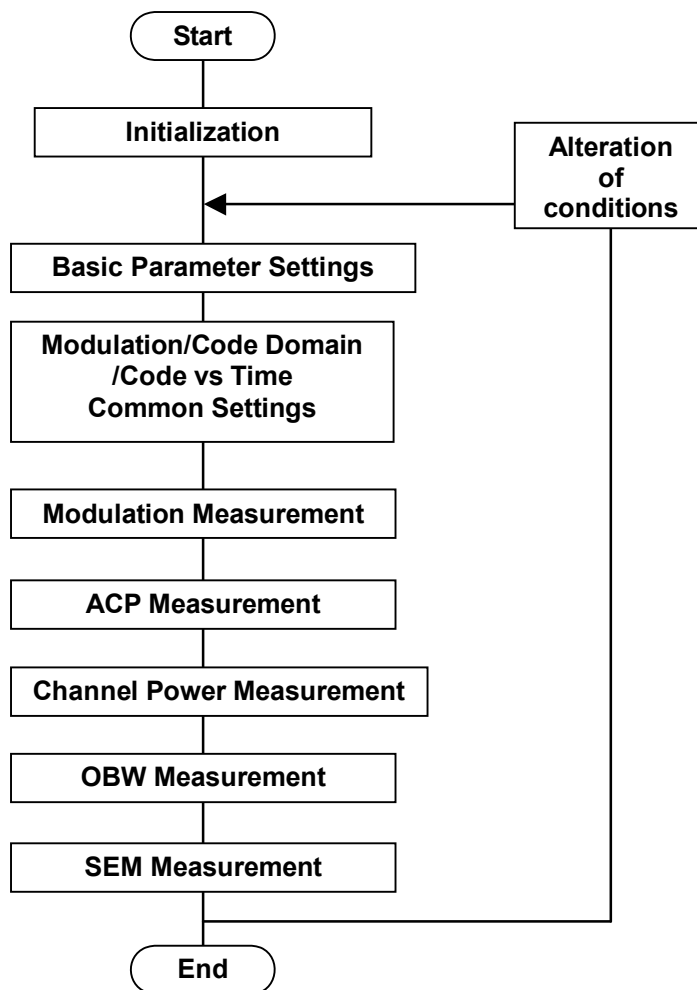 Start
Initialization
Alteration
of
conditions
Basic Parameter Settings
Modulation/Code Domain
/Code vs Time
Common Settings
Modulation Measurement
ACP Measurement
Channel Power Measurement
OBW Measurement
SEM Measurement
End